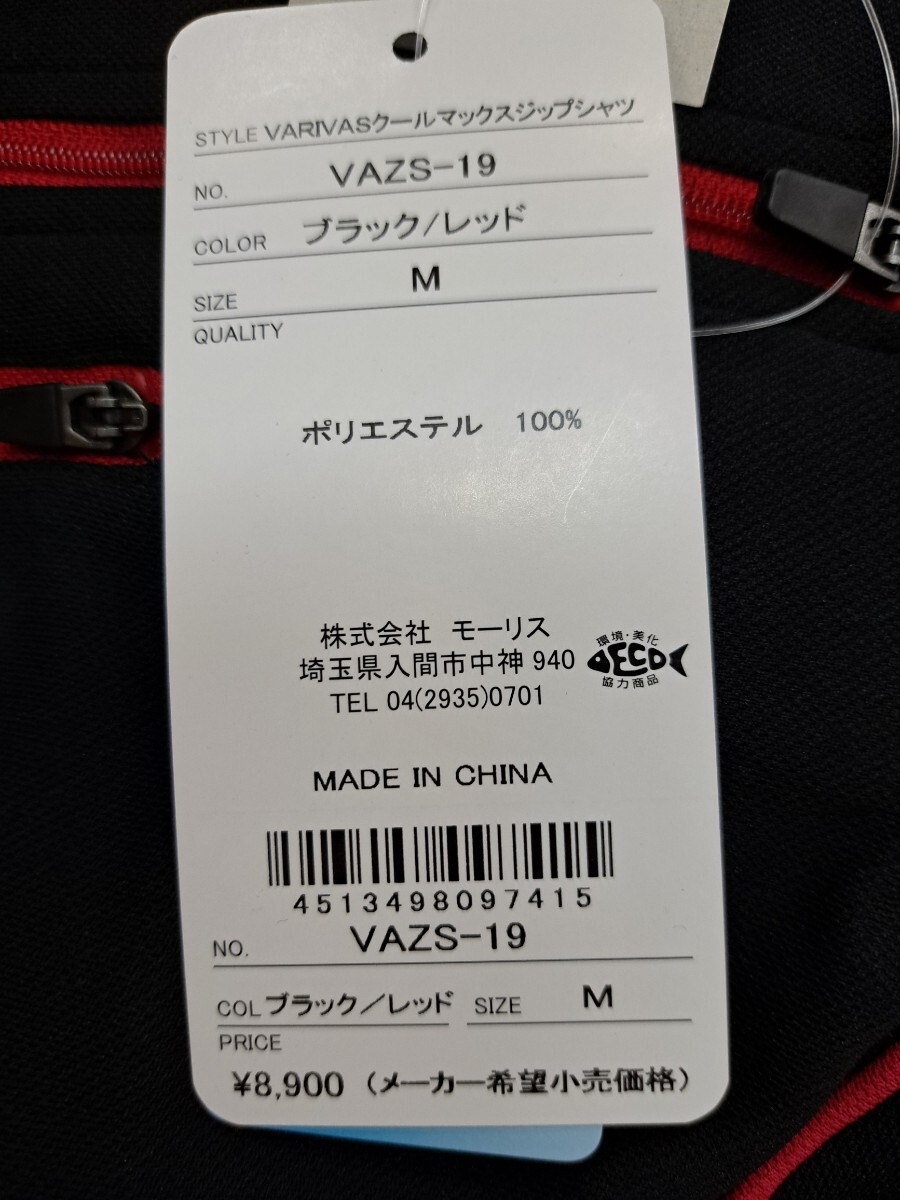 STYLE VARIVASクールマックスジップシャツ
NO. VAZS-19
COLOR ブラック/レッド
SIZE M
QUALITY
ポリエステル 100%
株式会社 モーリス
埼玉県入間市中神 940
TEL 04(2935)0701
環境・美化
ECO
協力商品
MADE IN CHINA
4513498097415
NO. VAZS-19
COL ブラック/レッド SIZE M
PRICE
¥8,900 (メーカー希望小売価格)